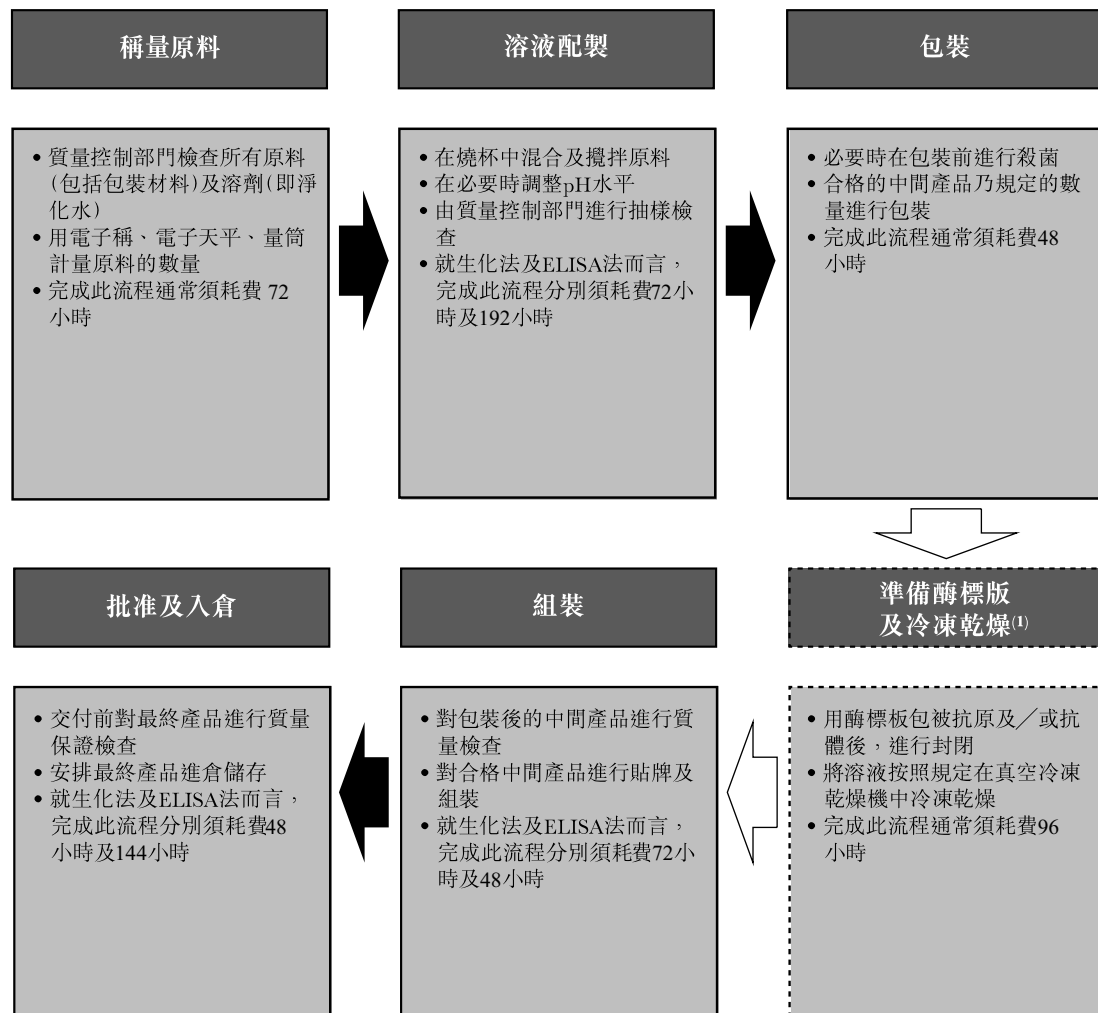 稱量原料
• 質量控制部門檢查所有原料
(包括包裝材料)及溶劑(即淨
化水)
• 用電子稱、電子天平、量筒
計量原料的數量
• 完成此流程通常須耗費 72
小時
溶液配製
• 在燒杯中混合及攪拌原料
• 在必要時調整pH水平
• 由質量控制部門進行抽樣檢
查
• 就生化法及ELISA法而言，
完成此流程分別須耗費72小
時及192小時
包裝
• 必要時在包裝前進行殺菌
• 合格的中間產品乃規定的數
量進行包裝
• 完成此流程通常須耗費48
小時
準備酶標版
及冷凍乾燥(1)
• 用酶標板包被抗原及／或抗
體後，進行封閉
• 將溶液按照規定在真空冷凍
乾燥機中冷凍乾燥
• 完成此流程通常須耗費96
小時
組裝
• 對包裝後的中間產品進行質
量檢查
• 對合格中間產品進行貼牌及
組裝
• 就生化法及ELISA法而言，
完成此流程分別須耗費72小
時及48小時
批准及入倉
• 交付前對最終產品進行質量
保證檢查
• 安排最終產品進倉儲存
• 就生化法及ELISA法而言，
完成此流程分別須耗費48
小時及144小時